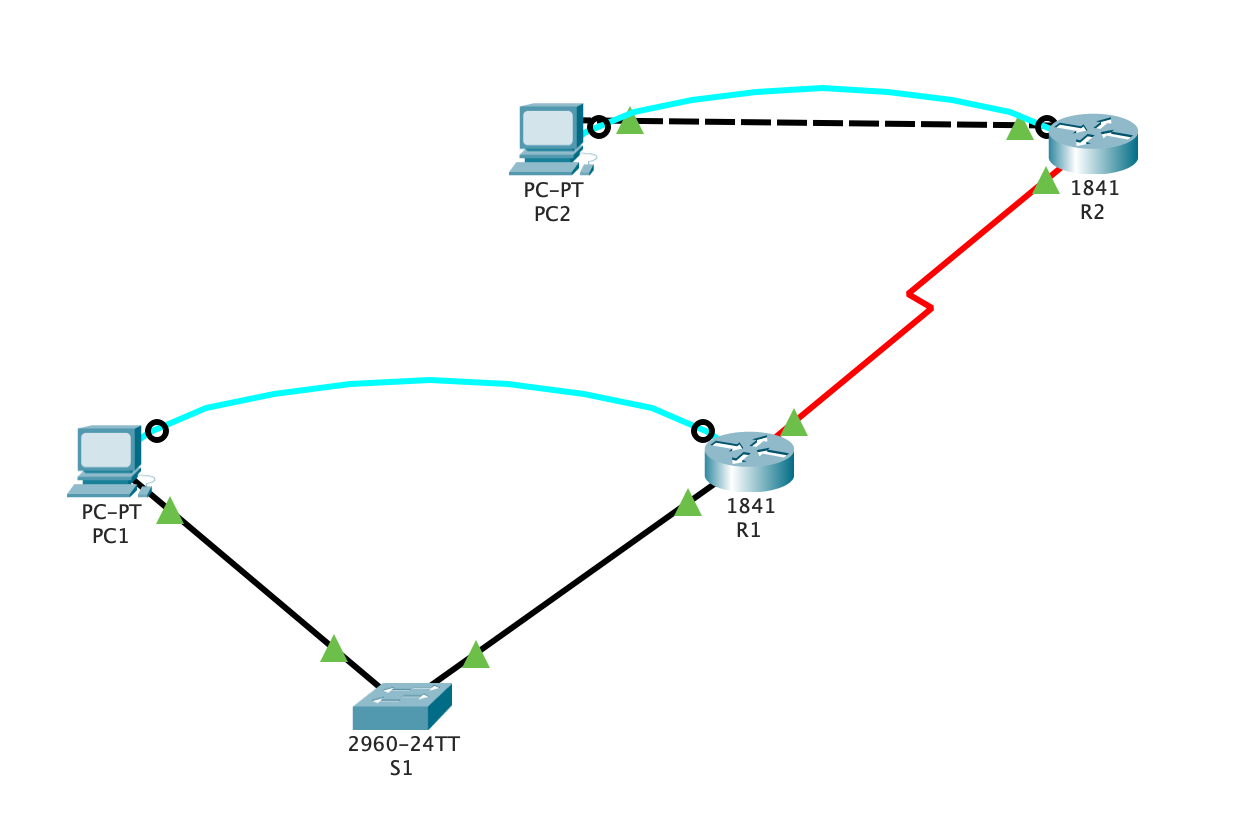 PC-PT
PC2
1841
R2
PC-PT
PC1
1841
R1
2960-24TT
S1